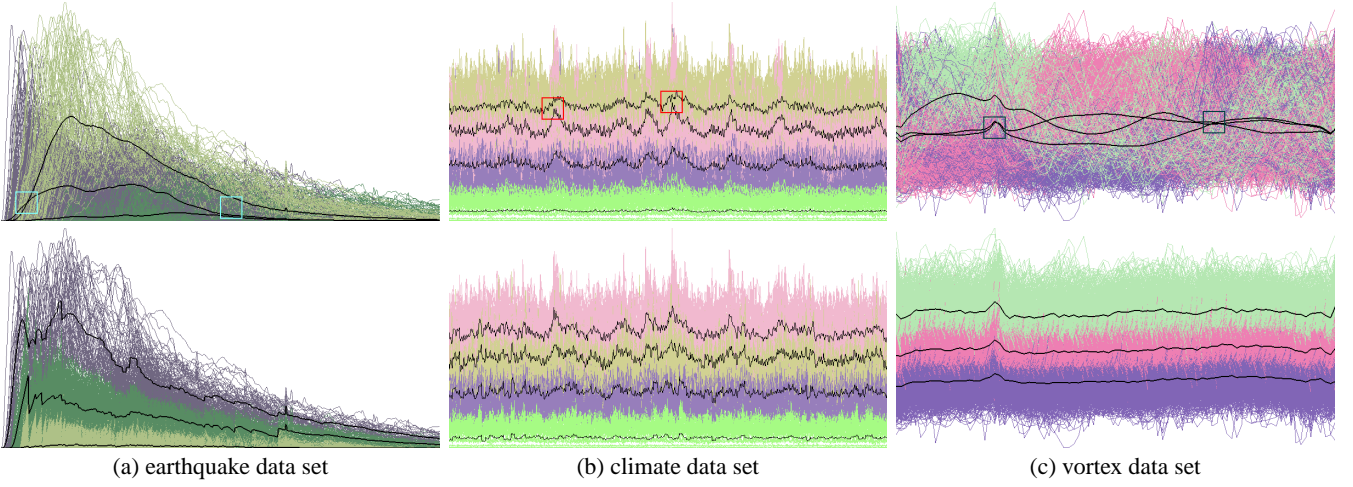 (a) earthquake data set
(b) climate data set
(c) vortex data set